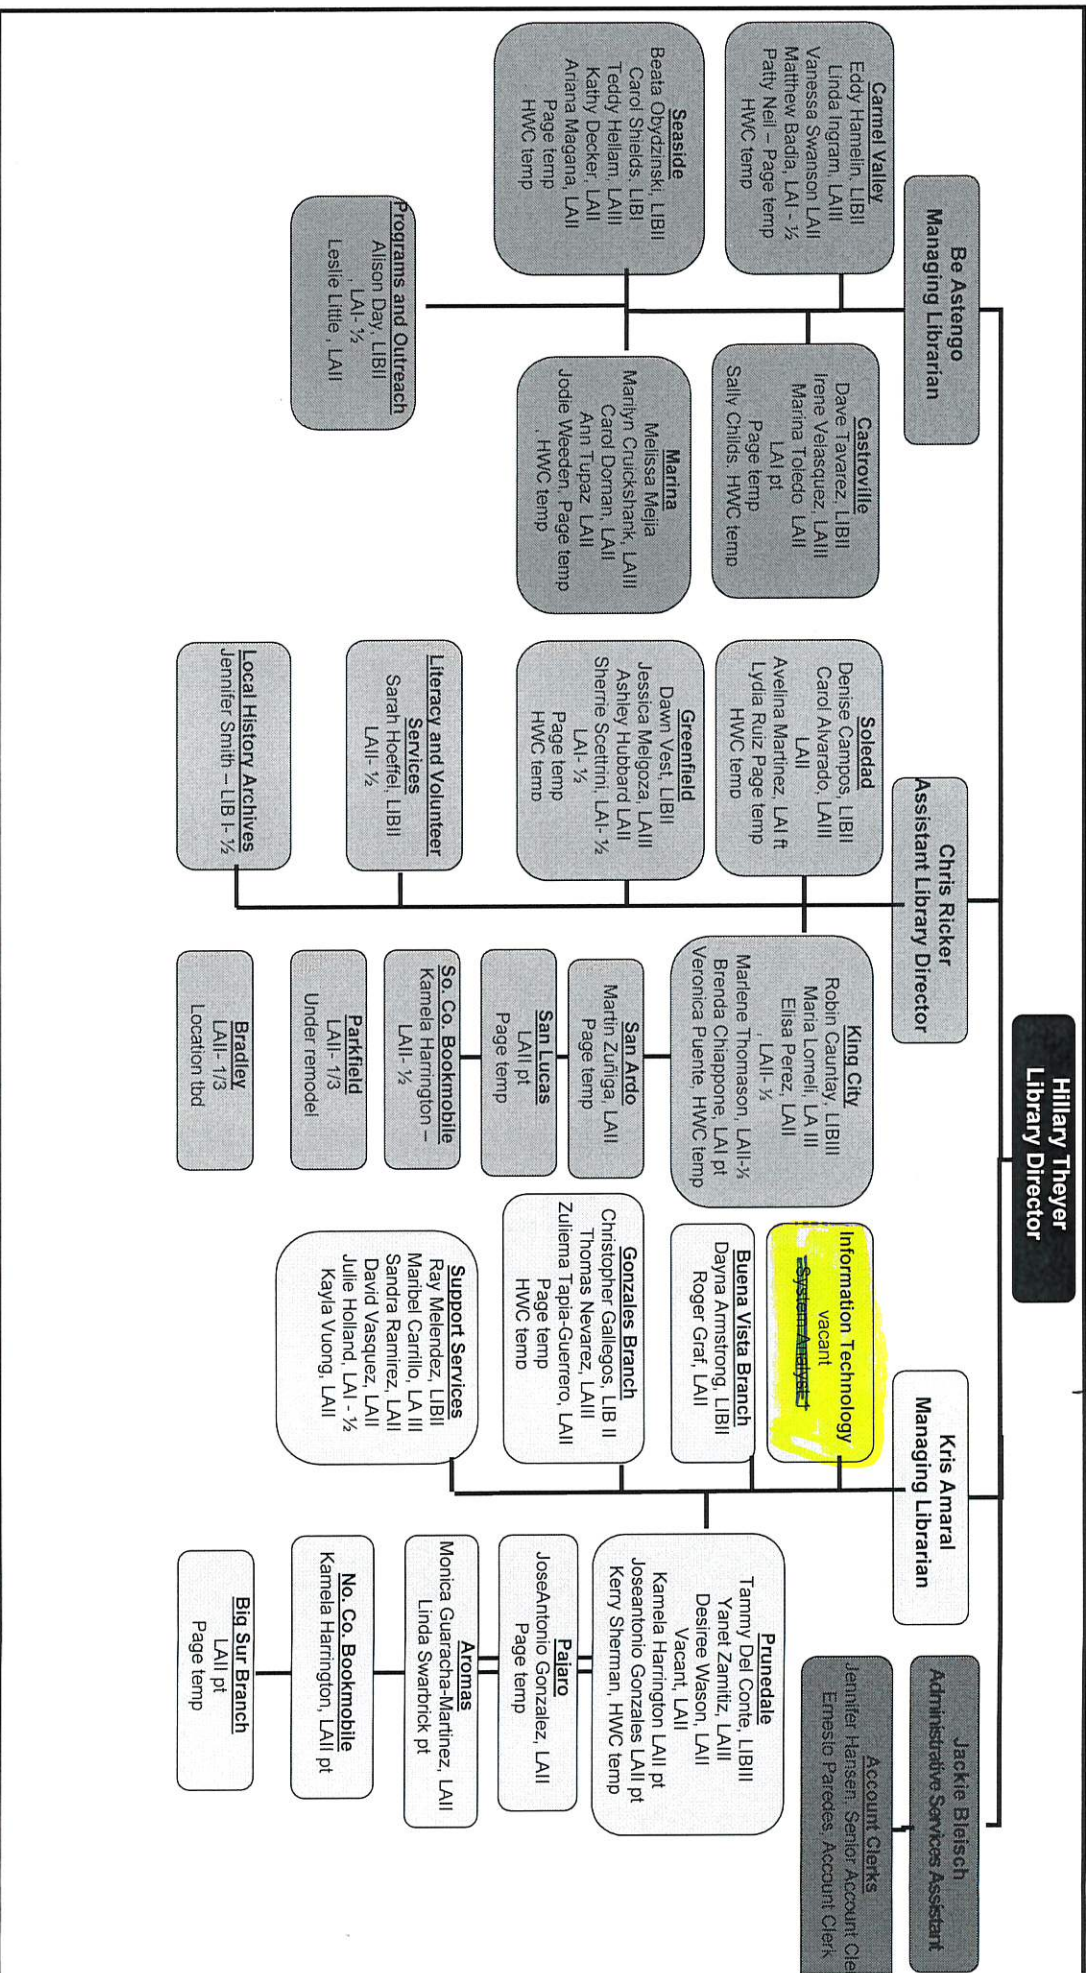 Hillary Theyer
Library Director
Be Astengo
Managing Librarian
Carmel Valley
Eddy Hamelin, LIBII
Linda Ingram, LAIII
Vanessa Swanson LAII
Matthew Badia, LAI - ½
Patty Neil – Page temp
HWC temp
Castroville
Dave Tavarez, LIBII
Irene Velasquez, LAIII
Marina Toledo LAII
LAI pt
Page temp
Sally Childs. HWC temp
Seaside
Beata Obydzinski, LIBII
Carol Shields, LIBI
Teddy Hellam, LAIII
Kathy Decker, LAII
Ariana Magana, LAII
Page temp
HWC temp
Marina
Melissa Mejia
Marilyn Cruickshank, LAIII
Carol Dornan, LAII
Ann Tupaz LAII
Jodie Weeden, Page temp
, HWC temp
Programs and Outreach
Alison Day, LIBII
, LAI- ½
Leslie Little , LAII
Chris Ricker
Assistant Library Director
Soledad
Denise Campos, LIBII
Carol Alvarado, LAIII
LAII
Avelina Martinez, LAI ft
Lydia Ruiz Page temp
HWC temp
Greenfield
Dawn Vest, LIBII
Jessica Melgoza, LAIII
Ashley Hubbard LAII
Sherrie Scettrini, LAI- ½
LAI- ½
Page temp
HWC temp
Literacy and Volunteer
Services
Sarah Hoeffel, LIBII
LAII- ½
Local History Archives
Jennifer Smith – LIB I- ½
King City
Robin Cauntay, LIBIII
Maria Lomeli, LA III
Elisa Perez, LAII
, LAII- ⅓
Marlene Thomason, LAII-⅓
Brenda Chiappone, LAI pt
Veronica Puente, HWC temp
San Ardo
Martin Zuñiga, LAII
Page temp
San Lucas
LAII pt
Page temp
So. Co. Bookmobile
Kamela Harrington –
LAII- ½
Parkfield
LAII- 1/3
Under remodel
Bradley
LAII- 1/3
Location tbd
Kris Amaral
Managing Librarian
Information Technology
vacant
System Analyst
Buena Vista Branch
Dayna Armstrong, LIBII
Roger Graf, LAII
Gonzales Branch
Christopher Gallegos, LIB II
Thomas Nevarez, LAIII
Zuliema Tapia-Guerrero, LAII
Page temp
HWC temp
Support Services
Ray Melendez, LIBII
Maribel Carrillo, LA III
Sandra Ramirez, LAII
David Vasquez, LAII
Julie Holland, LAI - ½
Kayla Vuong, LAII
Prunedale
Tammy Del Conte, LIBIII
Yanet Zamitiz, LAIII
Desiree Wason, LAII
Vacant, LAII
Kamela Harrington LAII pt
Joseantonio Gonzales LAII pt
Kerry Sherman, HWC temp
Pajaro
JoseAntonio Gonzalez, LAII
Page temp
Aromas
Monica Guaracha-Martinez, LAII
Linda Swarbrick pt
No. Co. Bookmobile
Kamela Harrington, LAII pt
Big Sur Branch
LAII pt
Page temp
Jackie Bleisch
Administrative Services Assistant
Account Clerks
Jennifer Hansen, Senior Account Cle
Ernesto Paredes, Account Clerk